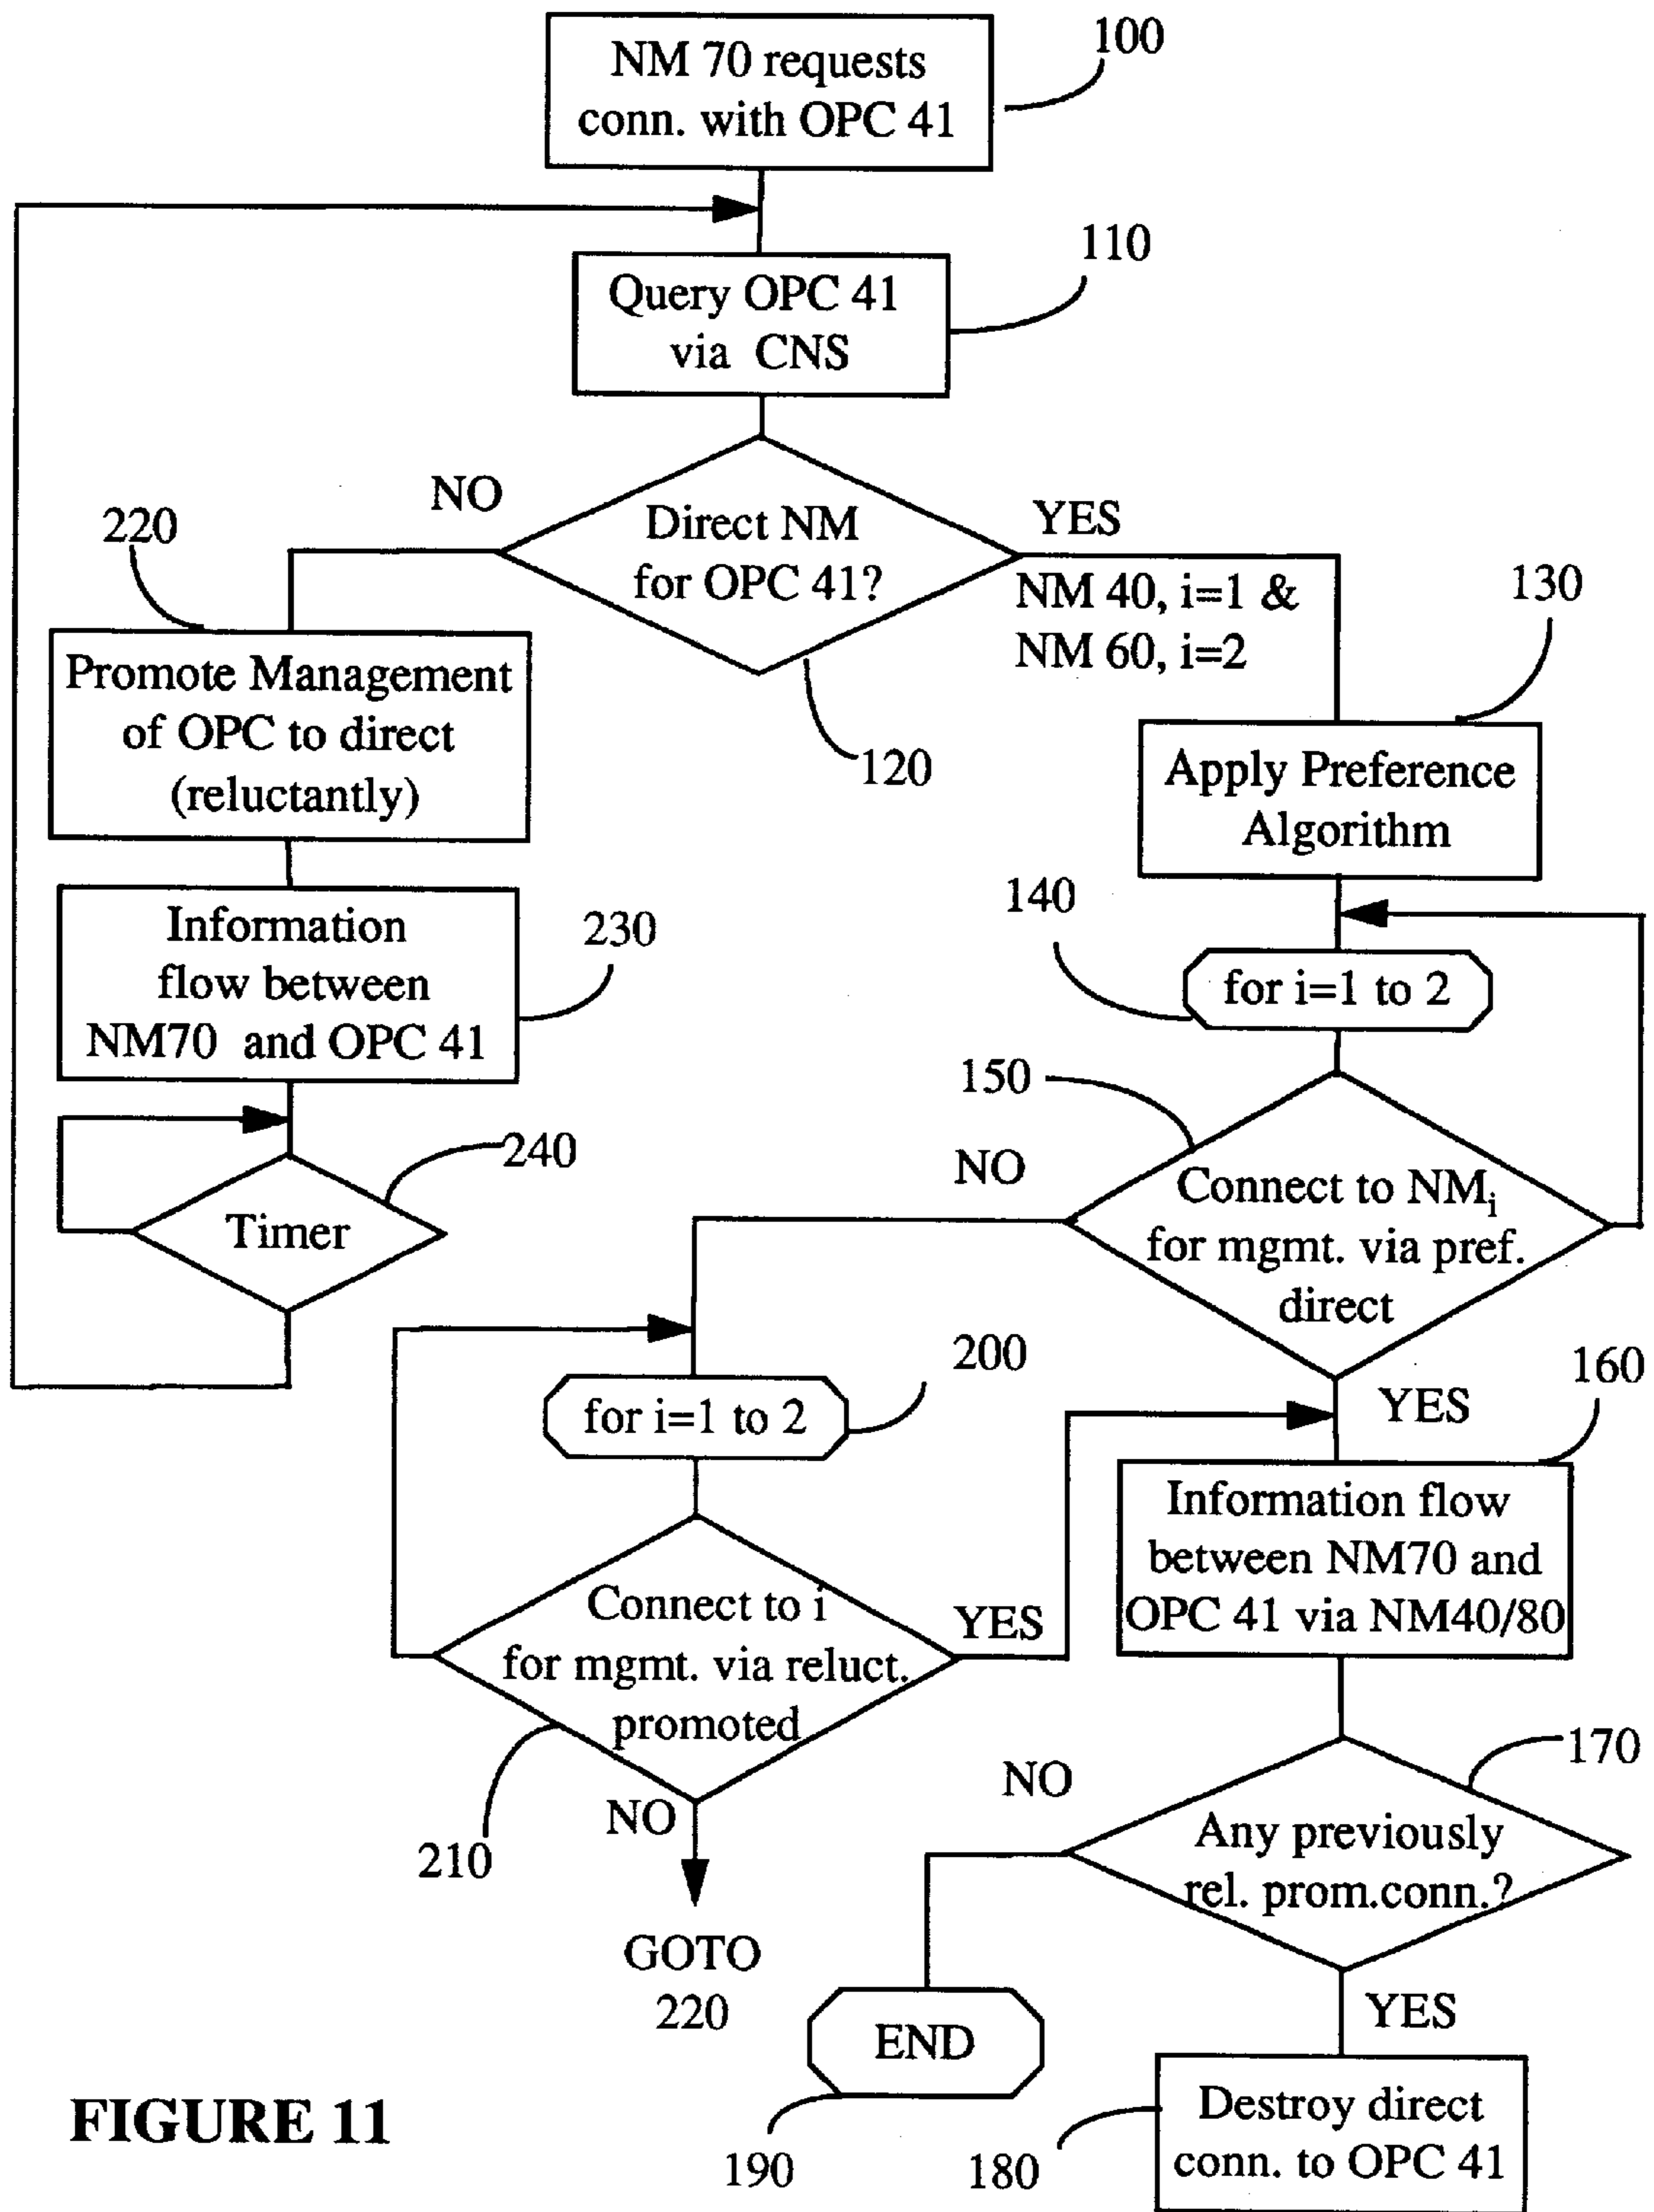 NM 70 requests
conn. with OPC 41
100
Query OPC 41
via CNS
110
Direct NM
for OPC 41?
120
NO
YES
NM 40, i=1 &
NM 60, i=2
220
Promote Management
of OPC to direct
(reluctantly)
130
Apply Preference
Algorithm
Information
flow between
NM70 and OPC 41
230
140
for i=1 to 2
Timer
240
150
NO
Connect to NMi
for mgmt. via pref.
direct
YES
200
for i=1 to 2
160
Information flow
between NM70 and
OPC 41 via NM40/80
Connect to i
for mgmt. via reluct.
promoted
YES
210
NO
GOTO
220
170
NO
Any previously
rel. prom.conn.?
YES
END
190
180
Destroy direct
conn. to OPC 41
FIGURE 11